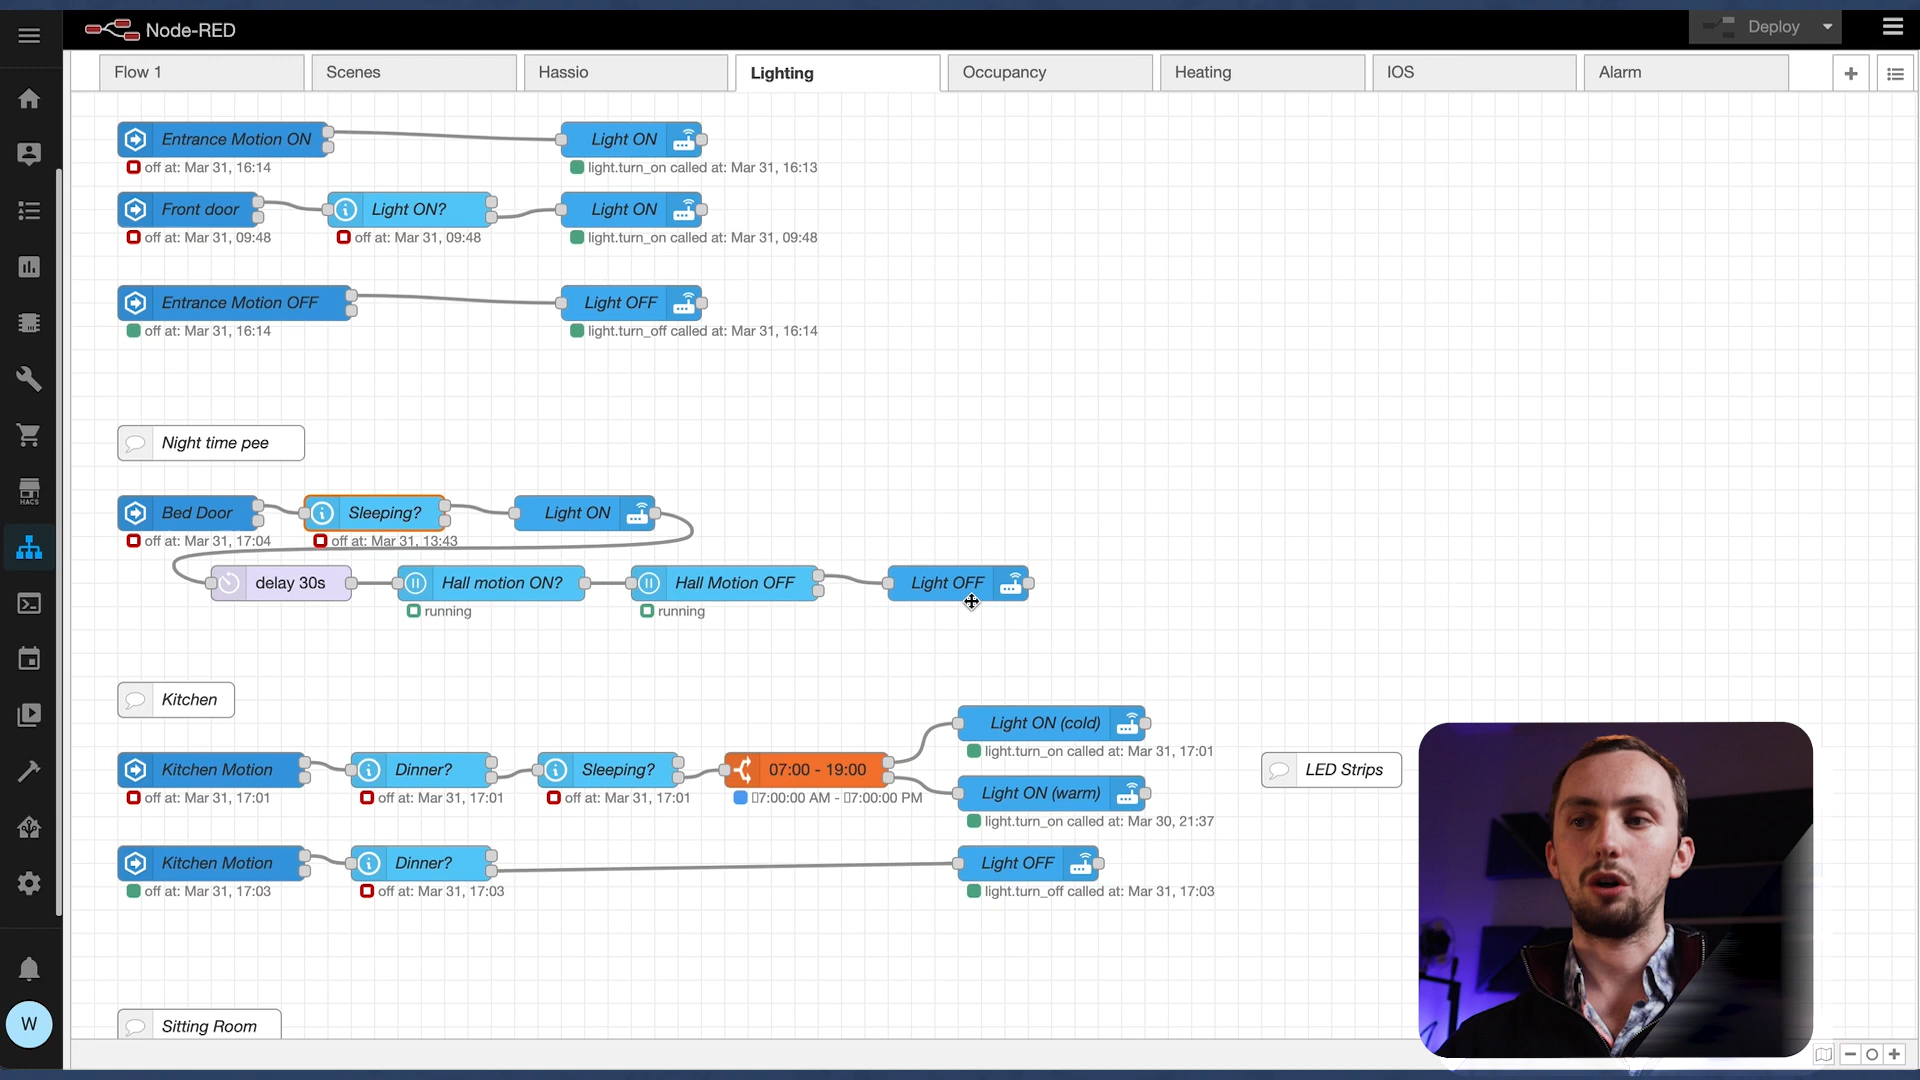 Node-RED
Deploy
Flow 1
Scenes
Hassio
Lighting
Occupancy
Heating
IOS
Alarm
Entrance Motion ON
off at: Mar 31, 16:14
Light ON
light.turn_on called at: Mar 31, 16:13
Front door
off at: Mar 31, 09:48
Light ON?
off at: Mar 31, 09:48
Light ON
light.turn_on called at: Mar 31, 09:48
Entrance Motion OFF
off at: Mar 31, 16:14
Light OFF
light.turn_off called at: Mar 31, 16:14
Night time pee
HACS
Bed Door
off at: Mar 31, 17:04
Sleeping?
off at: Mar 31, 13:43
Light ON
delay 30s
Hall motion ON?
running
Hall Motion OFF
running
Light OFF
Kitchen
Kitchen Motion
off at: Mar 31, 17:01
Dinner?
off at: Mar 31, 17:01
Sleeping?
off at: Mar 31, 17:01
07:00 - 19:00
7:00:00 AM - 7:00:00 PM
Light ON (cold)
light.turn_on called at: Mar 31, 17:01
Light ON (warm)
light.turn_on called at: Mar 30, 21:37
LED Strips
Kitchen Motion
off at: Mar 31, 17:03
Dinner?
off at: Mar 31, 17:03
Light OFF
light.turn_off called at: Mar 31, 17:03
Sitting Room
W